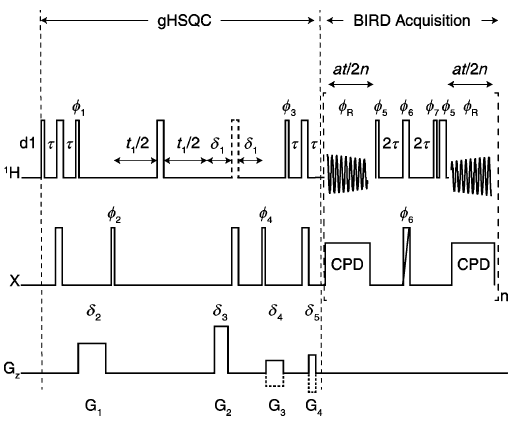 gHSQC BIRD Acquisition
at/2n at/2n
ϕ1 ϕ3 ϕR ϕ5 ϕ6 ϕ7 ϕ5 ϕR
d1 τ τ t1/2 t1/2 δ1 δ1 τ τ 2τ 2τ
1H
ϕ2 ϕ4 ϕ6
X CPD CPD
n
δ2 δ3 δ4 δ5
Gz
G1 G2 G3 G4